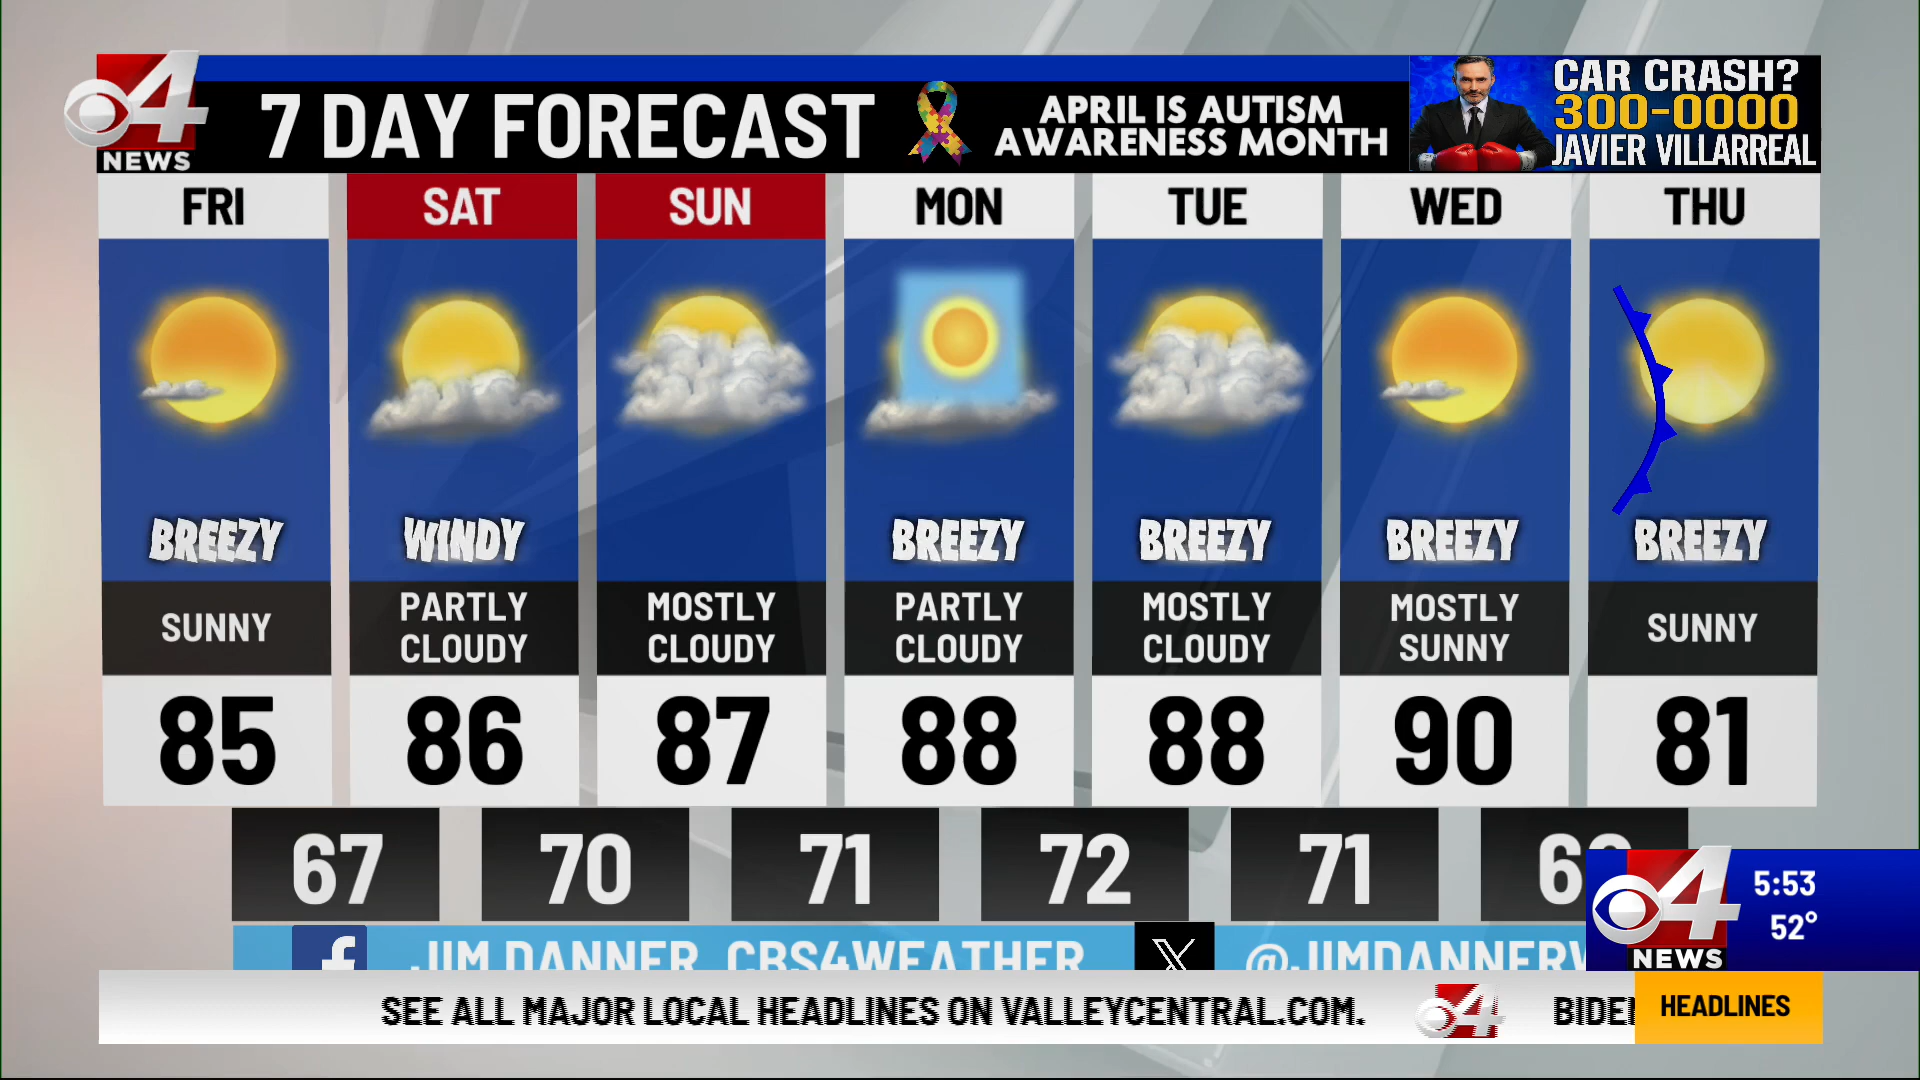 4
NEWS
7 DAY FORECAST
APRIL IS AUTISM
AWARENESS MONTH
CAR CRASH?
300-0000
JAVIER VILLARREAL
FRI
SAT
SUN
MON
TUE
WED
THU
BREEZY
WINDY
BREEZY
BREEZY
BREEZY
BREEZY
SUNNY
PARTLY
CLOUDY
MOSTLY
CLOUDY
PARTLY
CLOUDY
MOSTLY
CLOUDY
MOSTLY
SUNNY
SUNNY
85
86
87
88
88
90
81
67
70
71
72
71
4
NEWS
5:53
52°
f
JIM DANNER CBS4WEATHER
X
SEE ALL MAJOR LOCAL HEADLINES ON VALLEYCENTRAL.COM.
4
HEADLINES